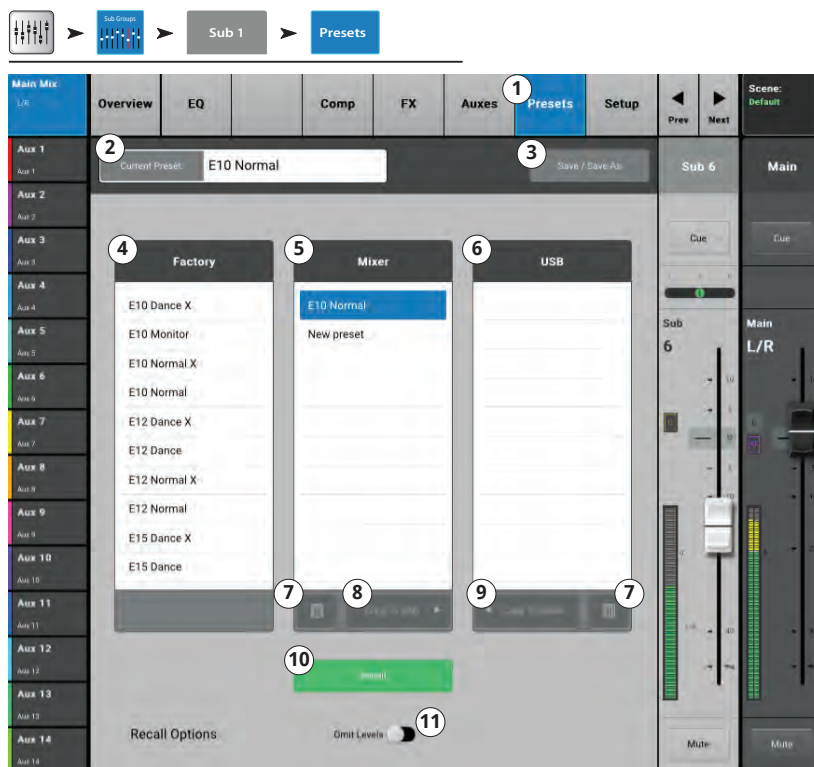 Sub Groups
Sub 1
Presets
Main Mix
L/R
Overview
EQ
Comp
FX
Auxes
1
Presets
Setup
Prev
Next
Scene:
Default
2
Current Preset:
E10 Normal
3
Save / Save As
Sub 6
Main
Aux 1
Aux 1
Aux 2
Aux 2
Aux 3
Aux 3
Aux 4
Aux 4
Aux 5
Aux 5
Aux 6
Aux 6
Aux 7
Aux 7
Aux 8
Aux 8
Aux 9
Aux 9
Aux 10
Aux 10
Aux 11
Aux 11
Aux 12
Aux 12
Aux 13
Aux 13
Aux 14
Aux 14
4
Factory
E10 Dance X
E10 Monitor
E10 Normal X
E10 Normal
E12 Dance X
E12 Dance
E12 Normal X
E12 Normal
E15 Dance X
E15 Dance
5
Mixer
E10 Normal
New preset
6
USB
7
8
9
7
10
Recall
Recall Options
Omit Levels
11
Cue
Sub
6
10
0
40
Mute
Cue
Main
L/R
Mute